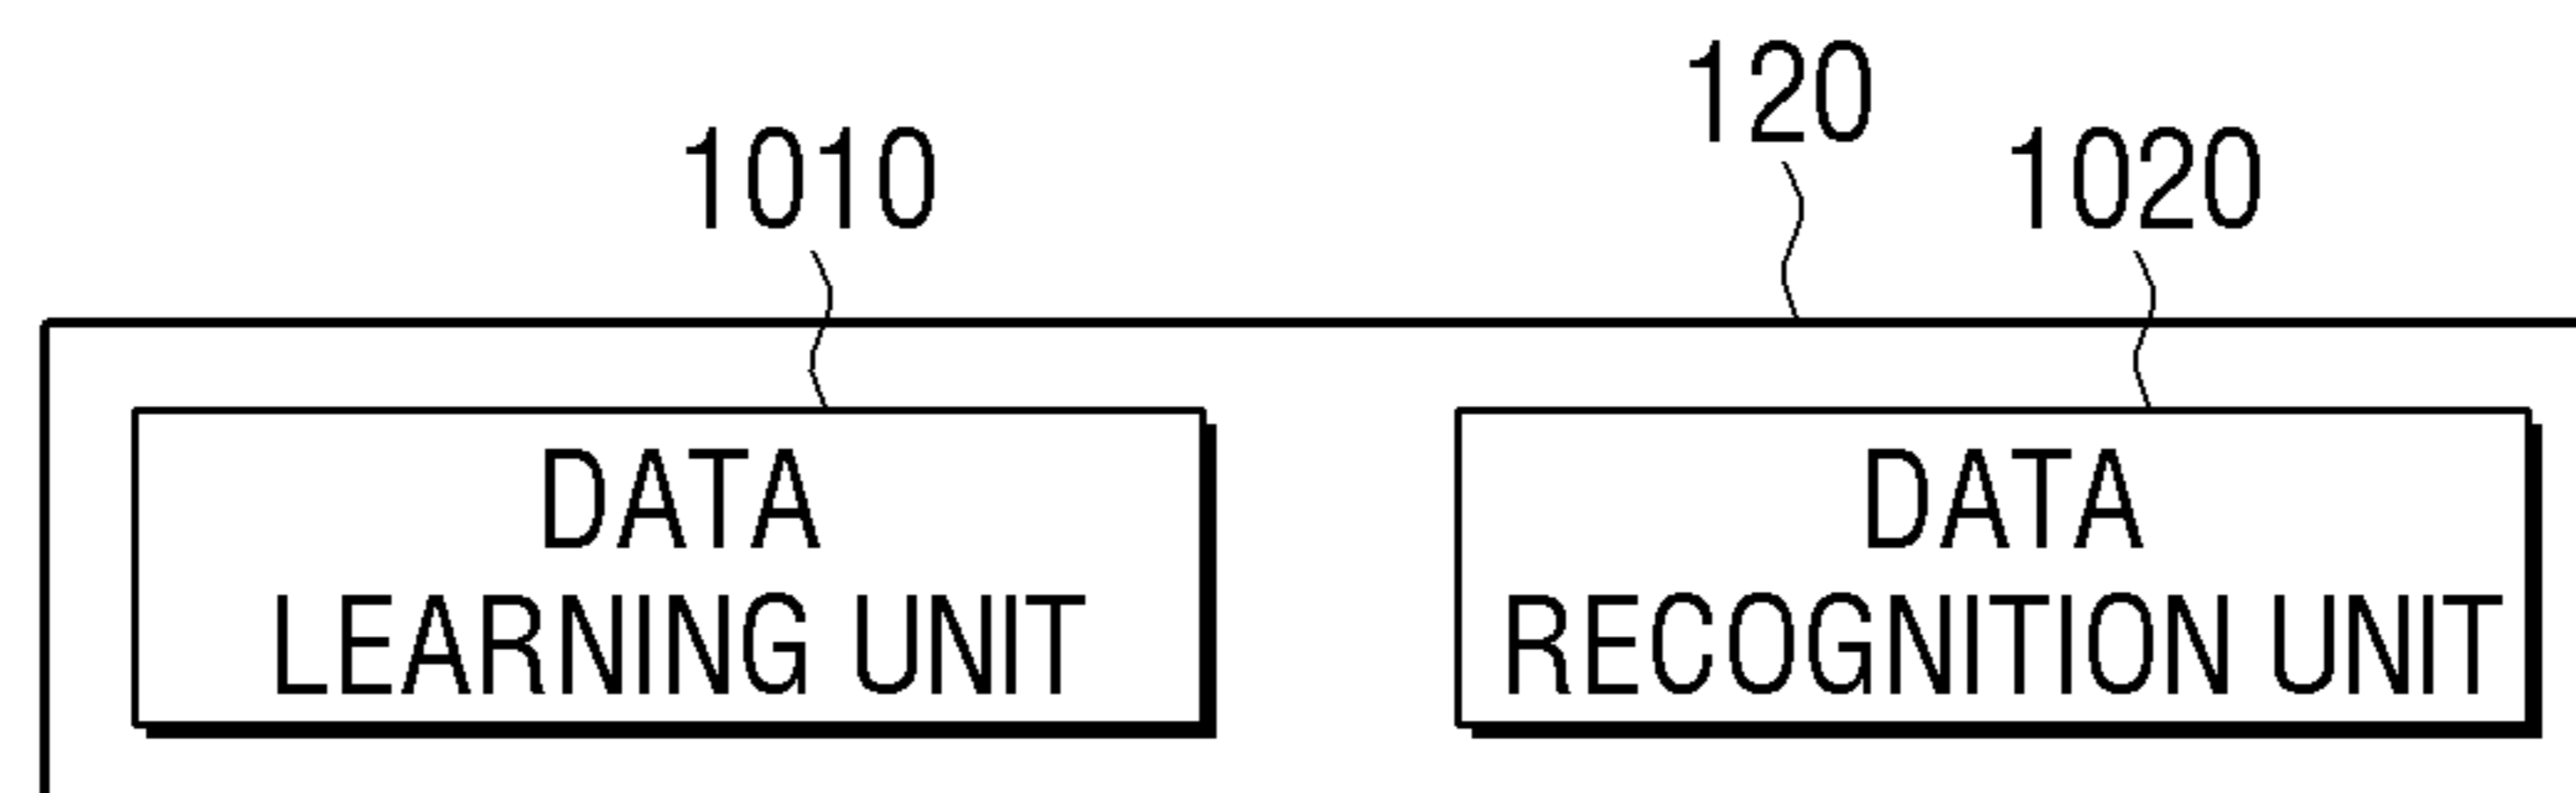 120
1010
1020
DATA
LEARNING UNIT
DATA
RECOGNITION UNIT